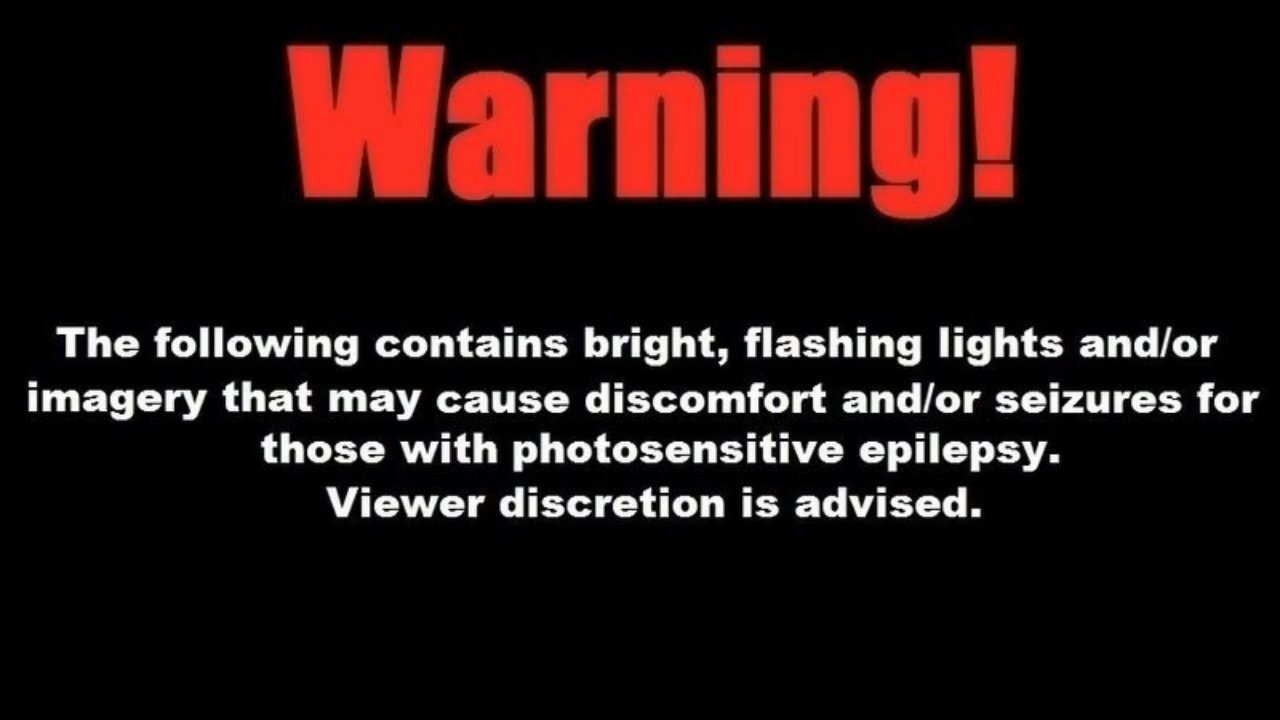 Warning!
The following contains bright, flashing lights and/or
imagery that may cause discomfort and/or seizures for
those with photosensitive epilepsy.
Viewer discretion is advised.